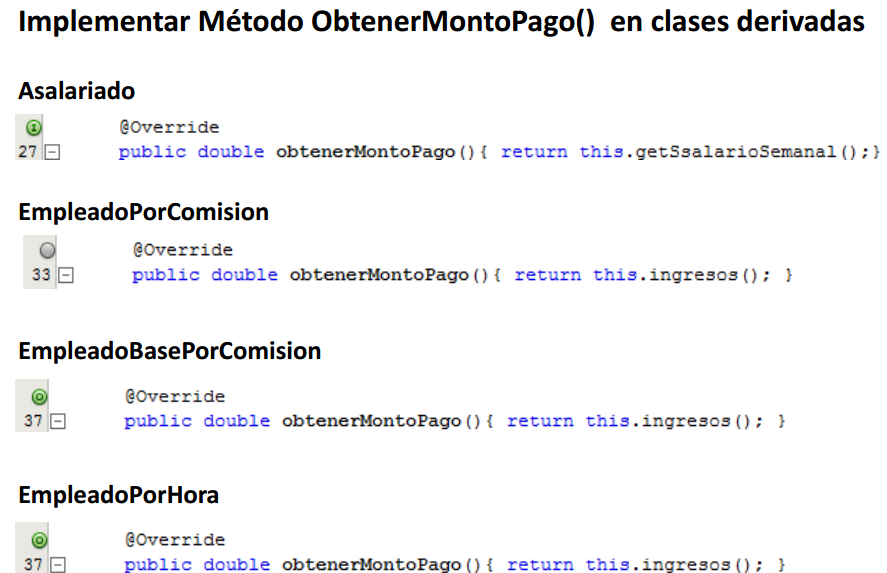 Implementar Método ObtenerMontoPago() en clases derivadas
Asalariado
@Override
27 public double obtenerMontoPago(){ return this.getSsalarioSemanal();}
EmpleadoPorComision
@Override
33 public double obtenerMontoPago(){ return this.ingresos(); }
EmpleadoBasePorComision
@Override
37 public double obtenerMontoPago(){ return this.ingresos(); }
EmpleadoPorHora
@Override
37 public double obtenerMontoPago(){ return this.ingresos(); }